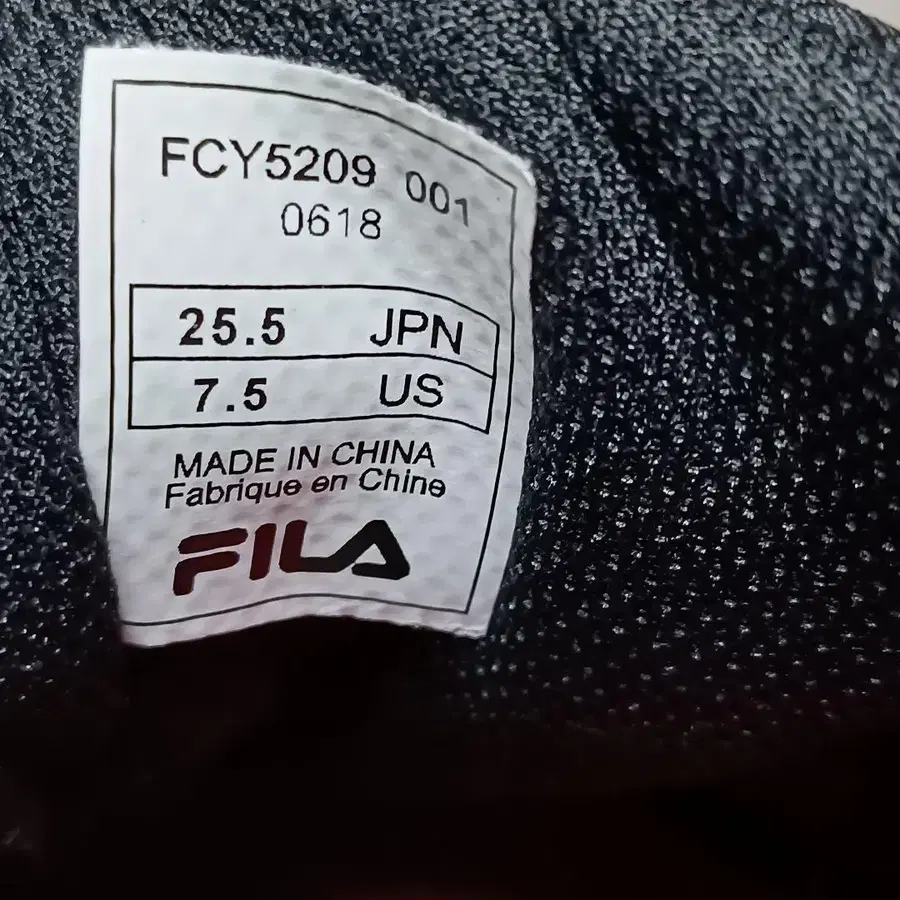 FCY5209 001
0618
25.5 JPN
7.5 US
MADE IN CHINA
Fabrique en Chine
FILA